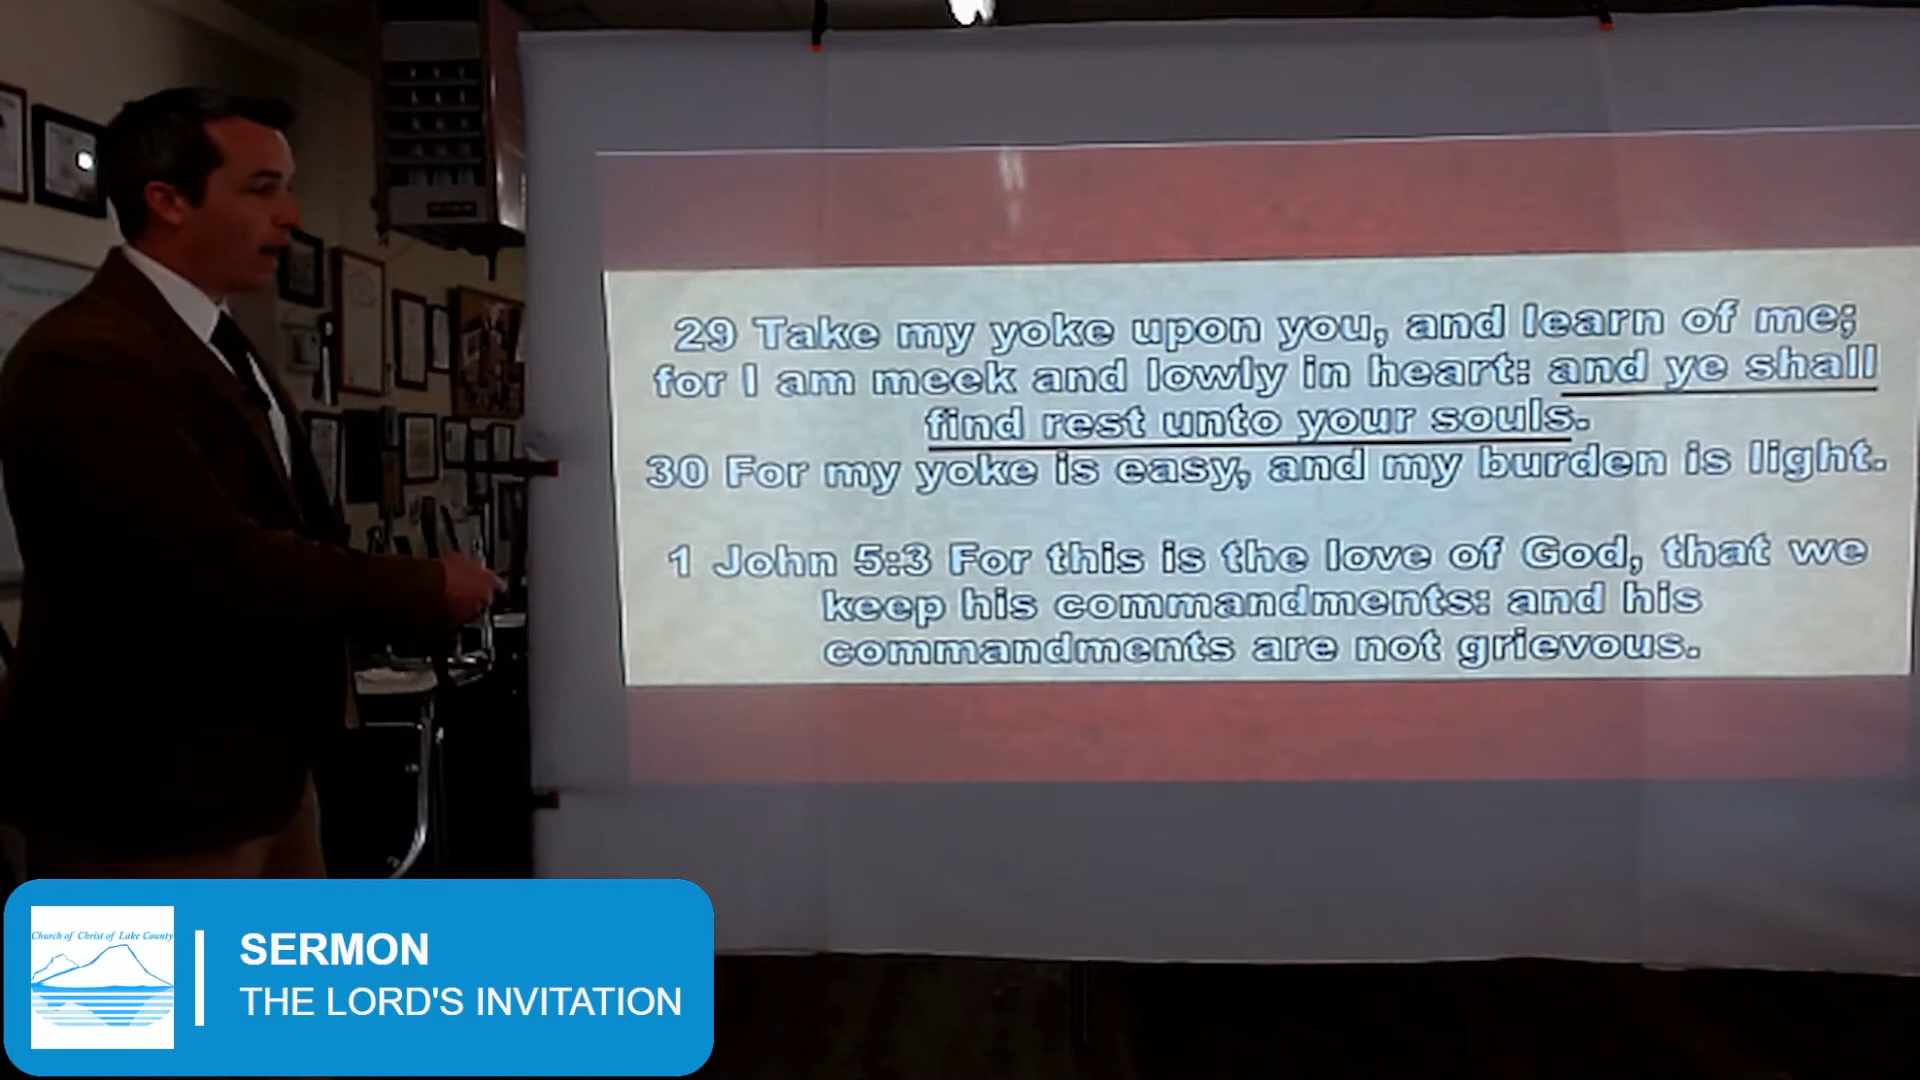 29 Take my yoke upon you, and learn of me;
for I am meek and lowly in heart: and ye shall
find rest unto your souls.
30 For my yoke is easy, and my burden is light.
1 John 5:3 For this is the love of God, that we
keep his commandments: and his
commandments are not grievous.
Church of Christ of Lake County
SERMON
THE LORD'S INVITATION